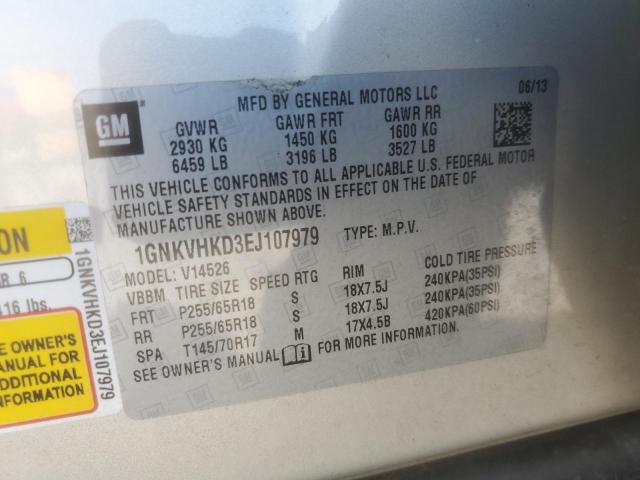 GM
MFD BY GENERAL MOTORS LLC 06/13
GVWR GAWR FRT GAWR RR
2930 KG 1450 KG 1600 KG
6459 LB 3196 LB 3527 LB
THIS VEHICLE CONFORMS TO ALL APPLICABLE U.S. FEDERAL MOTOR
VEHICLE SAFETY STANDARDS IN EFFECT ON THE DATE OF
MANUFACTURE SHOWN ABOVE.
1GNKVHKD3EJ107979 TYPE: M.P.V.
MODEL: V14526
VBBM TIRE SIZE SPEED RTG RIM COLD TIRE PRESSURE
FRT P255/65R18 S 18X7.5J 240KPA(35PSI)
RR P255/65R18 S 18X7.5J 240KPA(35PSI)
SPA T145/70R17 M 17X4.5B 420KPA(60PSI)
SEE OWNER'S MANUAL FOR MORE INFORMATION.
ON
R 6
16 lbs.
E OWNER'S
ANUAL FOR
ADDITIONAL
NFORMATION
1GNKVHKD3EJ107979